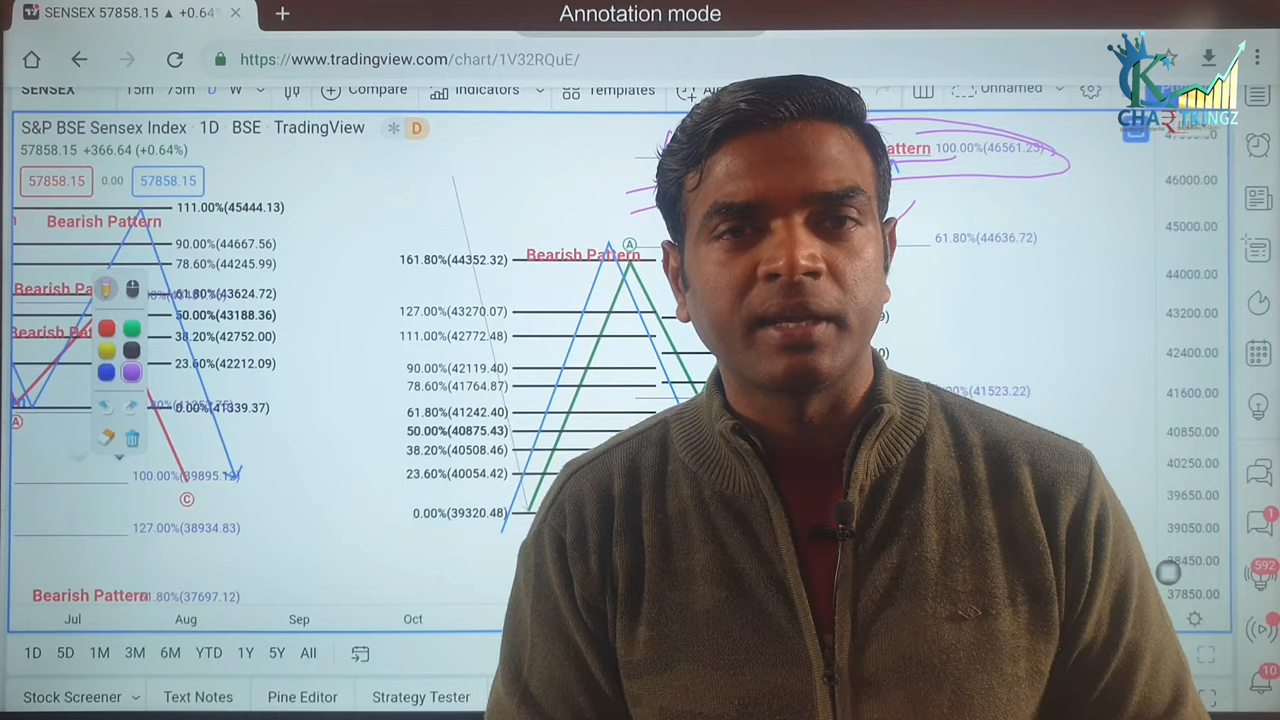 Annotation mode
SENSEX 57858.15 ▲ +0.64
https://www.tradingview.com/chart/1V32RQuE/
SENSEX 15m 75m D W Compare Indicators Templates Unnamed
CHARTKINGZ
S&P BSE Sensex Index · 1D · BSE · TradingView D
57858.15 +366.64 (+0.64%)
57858.15 0.00 57858.15
111.00%(45444.13)
Bearish Pattern
90.00%(44667.56)
78.60%(44245.99)
61.80%(43624.72)
50.00%(43188.36)
38.20%(42752.00)
23.60%(42212.09)
0.00%(41339.37)
A
100.00%(39895.12)
C
127.00%(38934.83)
Bearish Pattern
Bearish Pattern
A
161.80%(44352.32)
127.00%(43270.07)
111.00%(42772.48)
90.00%(42119.40)
78.60%(41764.87)
61.80%(41242.40)
50.00%(40875.43)
38.20%(40508.46)
23.60%(40054.42)
0.00%(39320.48)
100.00%(46561.25)
61.80%(44636.72)
46000.00
45000.00
44000.00
43200.00
42400.00
41600.00
40850.00
40250.00
39650.00
39050.00
38450.00
37850.00
1
592
10
Jul Aug Sep Oct
1D 5D 1M 3M 6M YTD 1Y 5Y All
Stock Screener Text Notes Pine Editor Strategy Tester